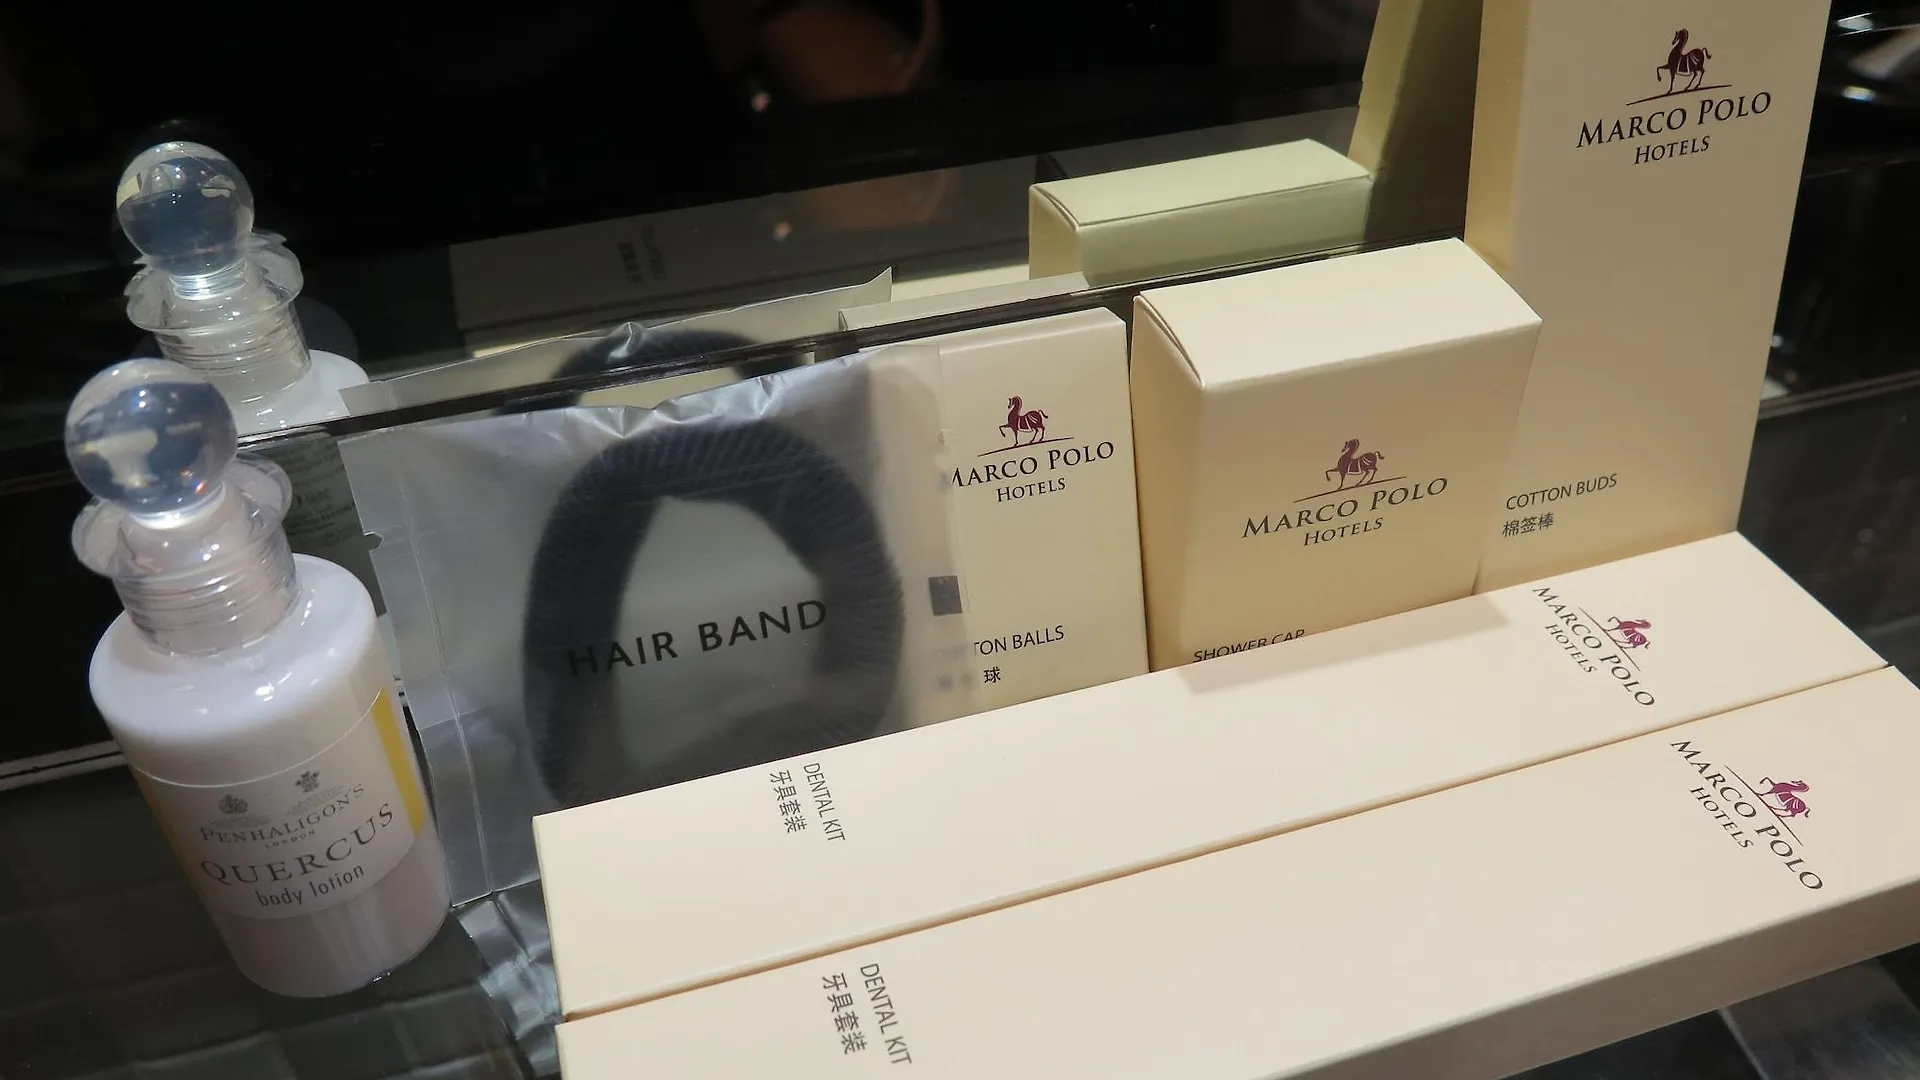 MARCO POLO
HOTELS
COTTON BUDS
棉签棒
MARCO POLO
HOTELS
SHOWER CAP
MARCO POLO
HOTELS
TON BALLS
球
HAIR BAND
PENHALIGON'S
LONDON
QUERCUS
body lotion
MARCO POLO
HOTELS
DENTAL KIT
牙具套装
MARCO POLO
HOTELS
DENTAL KIT
牙具套装